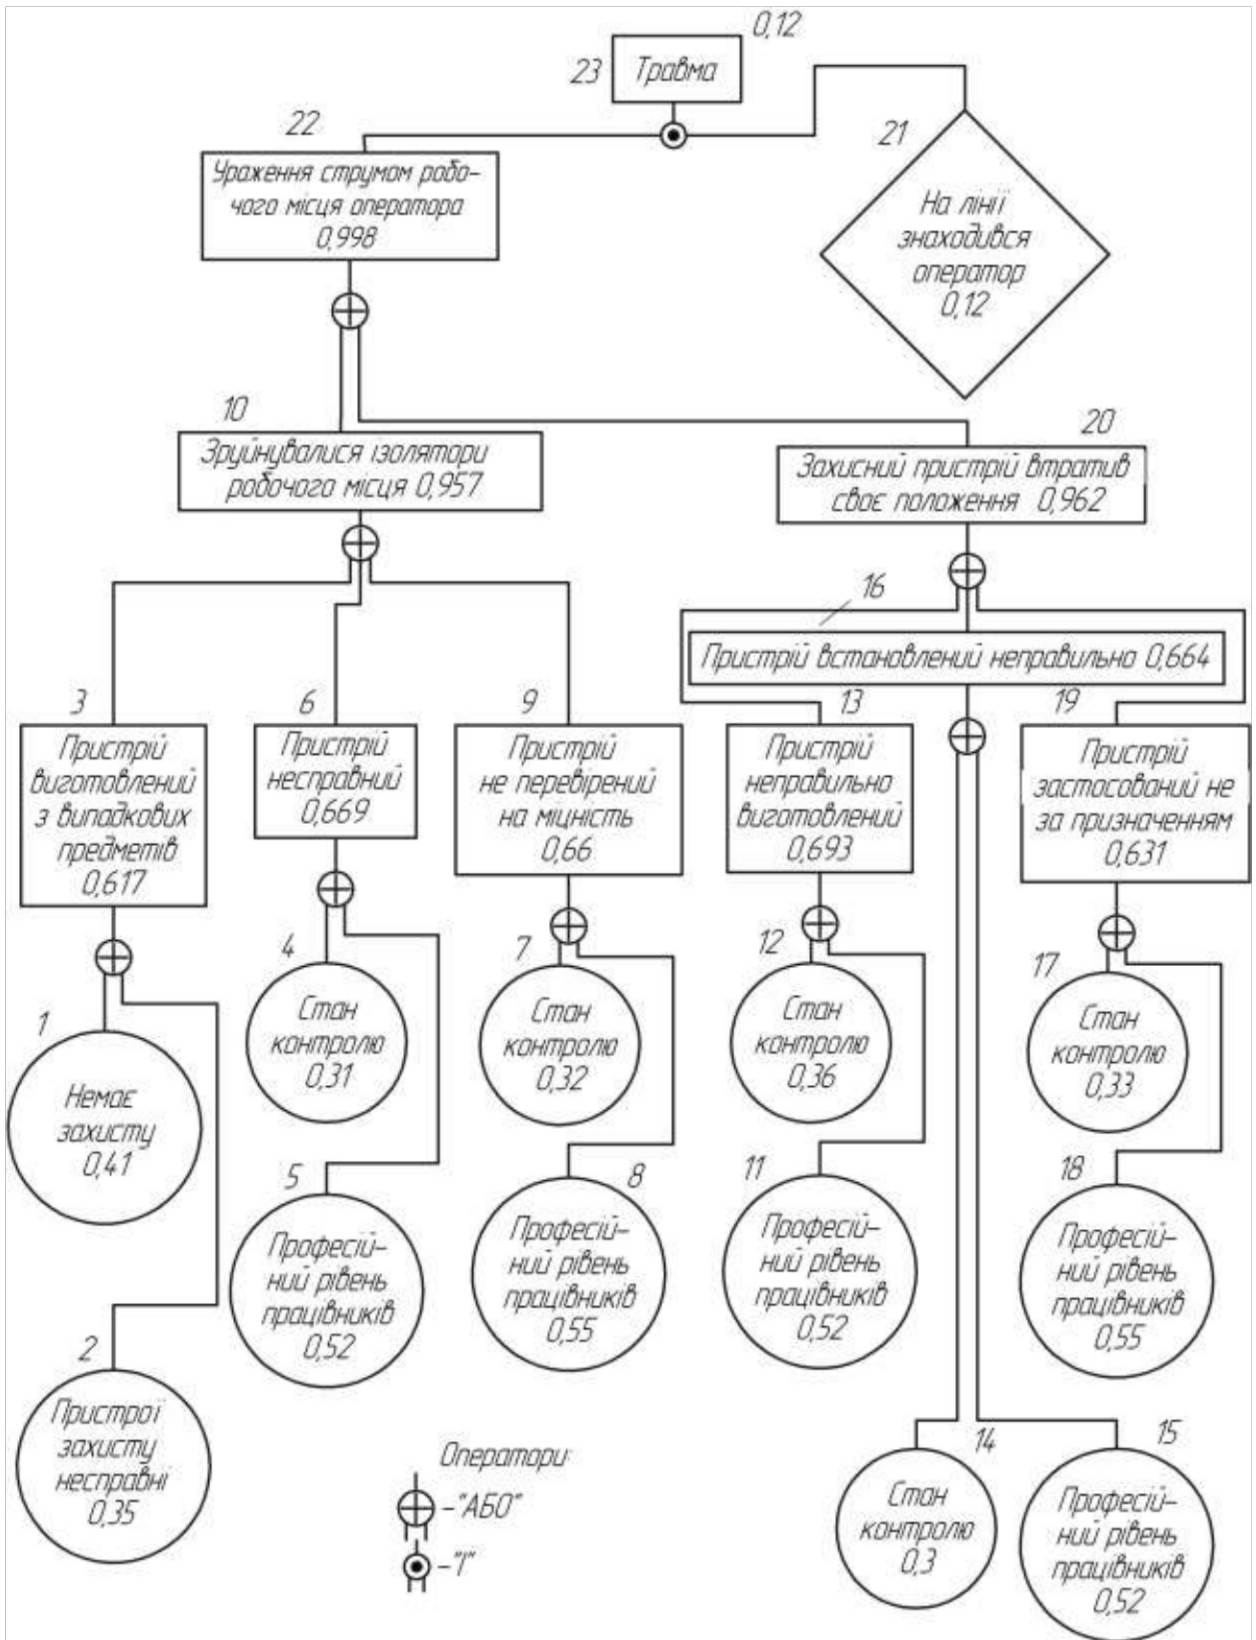 0,12
23
Травма
22
21
Ураження струмом робо-
чого місця оператора
0,998
На лінії
знаходився
оператор
0,12
10
Зруйнувалися ізолятори
робочого місця 0,957
20
Захисний пристрій втратив
своє положення 0,962
16
Пристрій встановлений неправильно 0,664
3
Пристрій
виготовлений
з випадкових
предметів
0,617
6
Пристрій
несправний
0,669
9
Пристрій
не перевірений
на міцність
0,66
13
Пристрій
неправильно
виготовлений
0,693
19
Пристрій
застосований не
за призначенням
0,631
1
Немає
захисту
0,41
4
Стан
контролю
0,31
7
Стан
контролю
0,32
12
Стан
контролю
0,36
17
Стан
контролю
0,33
5
Професій-
ний рівень
працівників
0,52
8
Професій-
ний рівень
працівників
0,55
11
Професій-
ний рівень
працівників
0,52
18
Професій-
ний рівень
працівників
0,55
2
Пристрої
захисту
несправні
0,35
14
Стан
контролю
0,3
15
Професій-
ний рівень
працівників
0,52
Оператори:
-"АБО"
-"І"